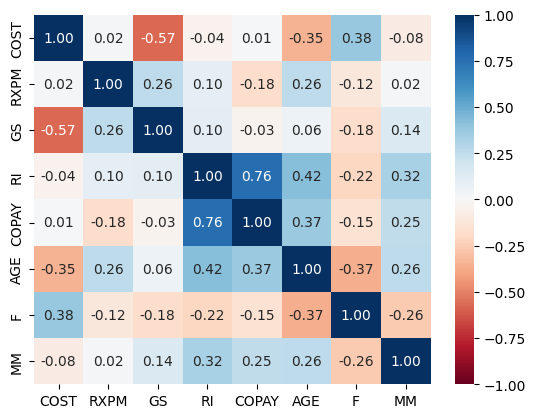 COST 1.00 0.02 -0.57 -0.04 0.01 -0.35 0.38 -0.08
RXPM 0.02 1.00 0.26 0.10 -0.18 0.26 -0.12 0.02
GS -0.57 0.26 1.00 0.10 -0.03 0.06 -0.18 0.14
RI -0.04 0.10 0.10 1.00 0.76 0.42 -0.22 0.32
COPAY 0.01 -0.18 -0.03 0.76 1.00 0.37 -0.15 0.25
AGE -0.35 0.26 0.06 0.42 0.37 1.00 -0.37 0.26
F 0.38 -0.12 -0.18 -0.22 -0.15 -0.37 1.00 -0.26
MM -0.08 0.02 0.14 0.32 0.25 0.26 -0.26 1.00
COST RXPM GS RI COPAY AGE F MM
1.00
0.75
0.50
0.25
0.00
−0.25
−0.50
−0.75
−1.00